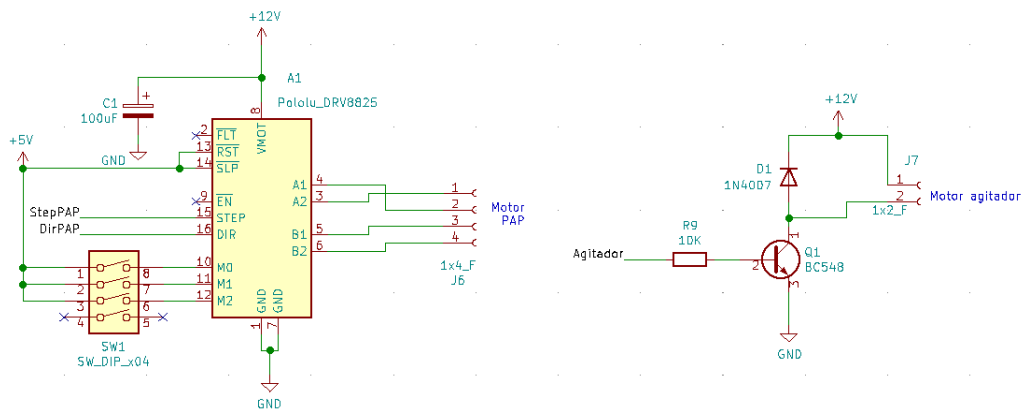 +12V
A1
Pololu_DRV8825
C1
100uF
+
GND
+5V
8
VMOT
2
FLT
13
RST
14
SLP
9
EN
StepPAP
15
STEP
DirPAP
16
DIR
10
M0
11
M1
12
M2
A1
4
A2
3
B1
5
B2
6
GND
GND
1
7
GND
1
8
2
7
3
6
4
5
SW1
SW_DIP_x04
1
2
3
4
Motor
PAP
1x4_F
J6
+12V
D1
1N4007
J7
1
2
1x2_F
Motor agitador
Agitador
R9
10K
1
2
3
Q1
BC548
GND